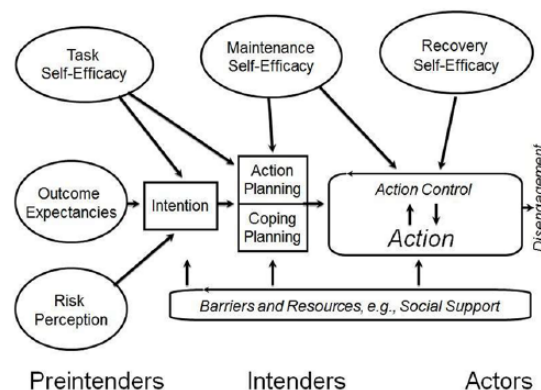 Task
Self-Efficacy
Maintenance
Self-Efficacy
Recovery
Self-Efficacy
Outcome
Expectancies
Intention
Action
Planning
Coping
Planning
Action Control
Action
Disengagement
Risk
Perception
Barriers and Resources, e.g., Social Support
Preintenders
Intenders
Actors